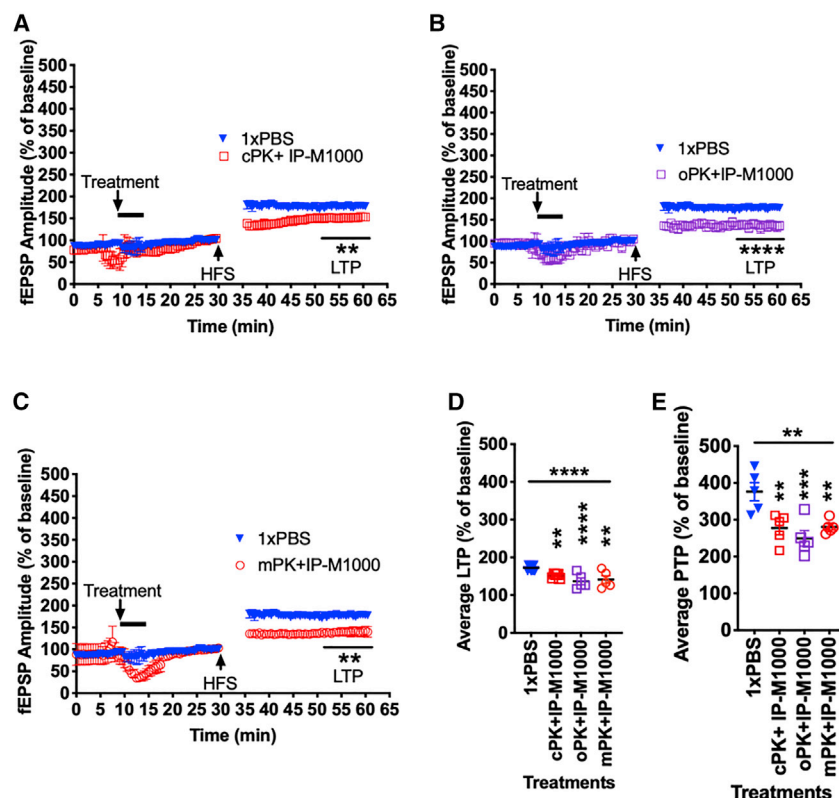 A
fEPSP Amplitude (% of baseline)
500
450
400
350
300
250
200
150
100
50
0
1xPBS
cPK+ IP-M1000
Treatment
**
LTP
HFS
0 5 10 15 20 25 30 35 40 45 50 55 60 65
Time (min)
B
fEPSP Amplitude (% of baseline)
500
450
400
350
300
250
200
150
100
50
0
1xPBS
oPK+IP-M1000
Treatment
****
LTP
HFS
0 5 10 15 20 25 30 35 40 45 50 55 60 65
Time (min)
C
fEPSP Amplitude (% of baseline)
500
450
400
350
300
250
200
150
100
50
0
1xPBS
mPK+IP-M1000
Treatment
**
LTP
HFS
0 5 10 15 20 25 30 35 40 45 50 55 60 65
Time (min)
D
Average LTP (% of baseline)
500
400
300
200
100
0
****
**
****
**
1xPBS
cPK+IP-M1000
oPK+IP-M1000
mPK+IP-M1000
Treatments
E
Average PTP (% of baseline)
500
400
300
200
100
0
**
**
***
**
1xPBS
cPK+ IP-M1000
oPK+IP-M1000
mPK+IP-M1000
Treatments